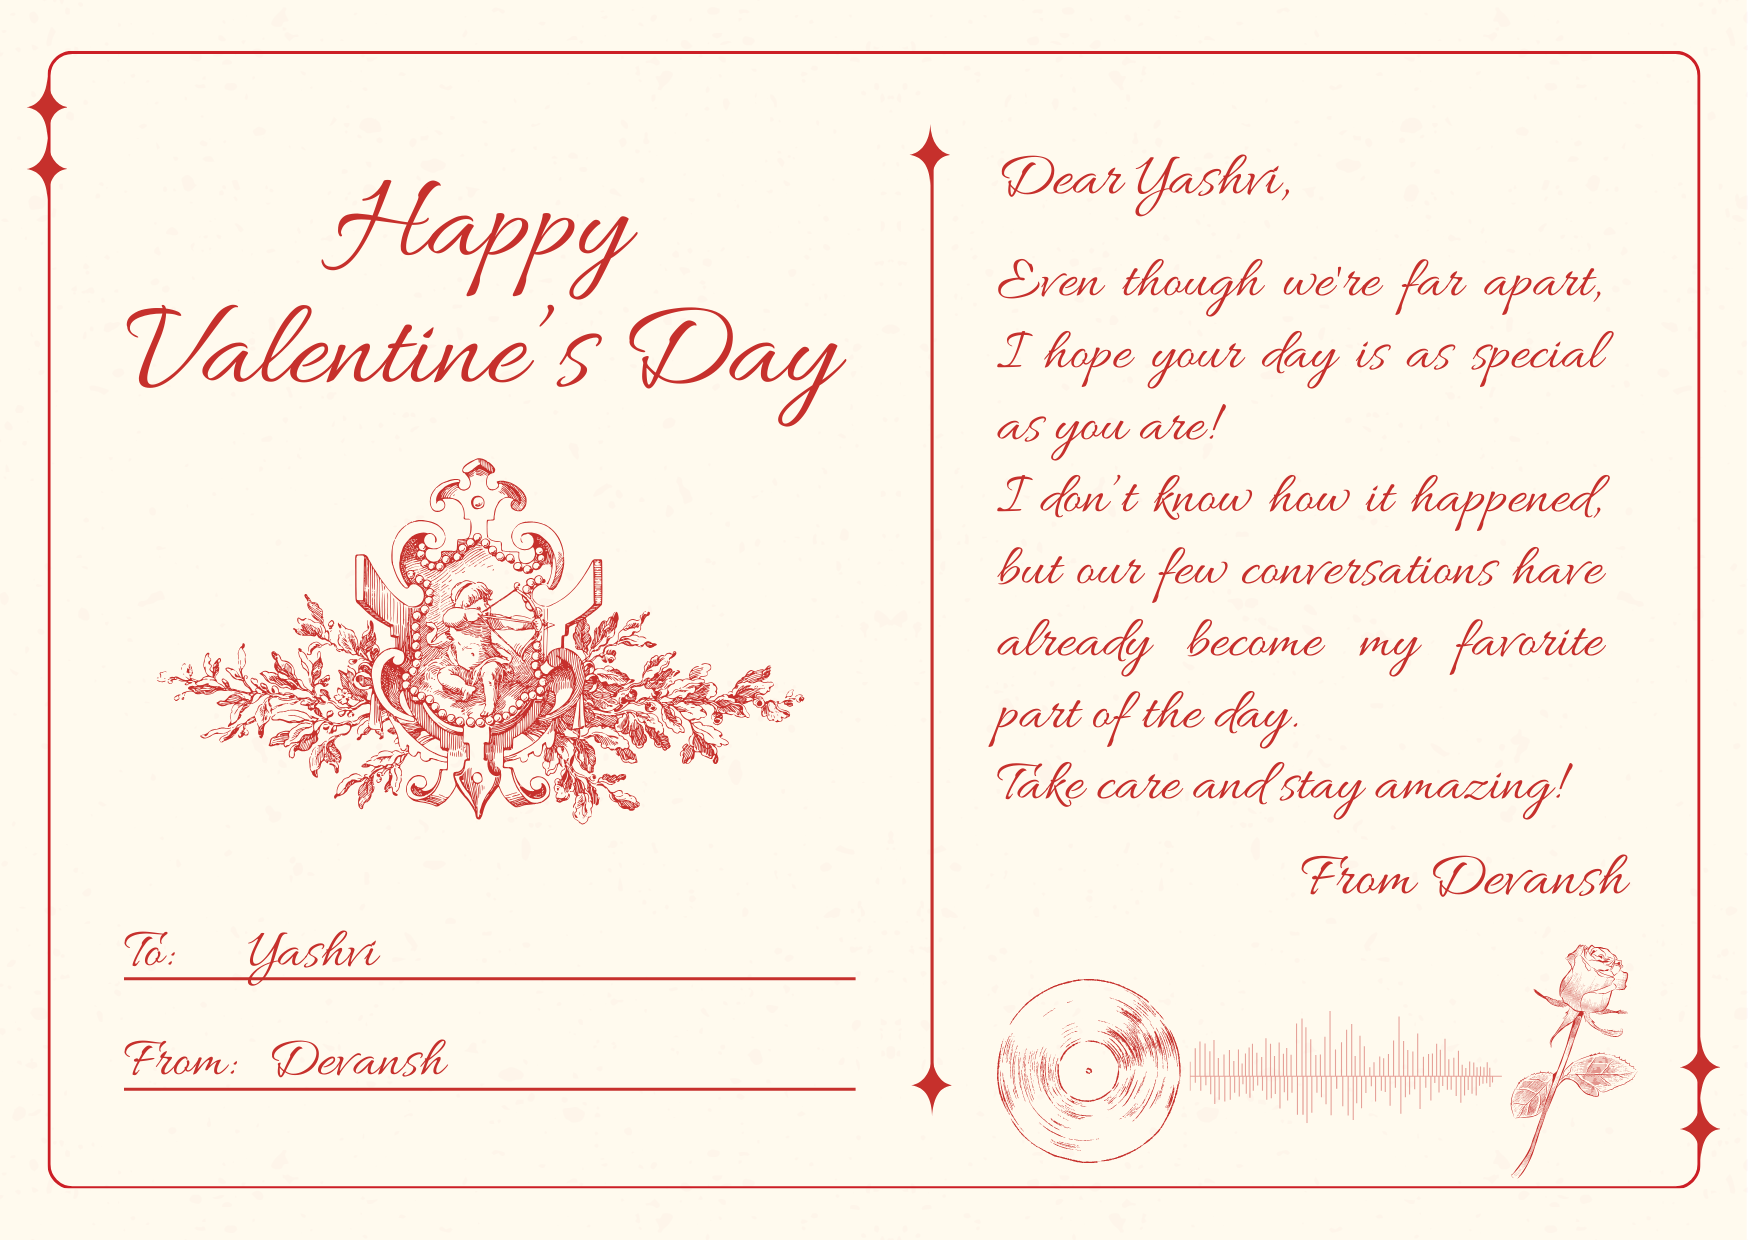 Happy
Valentine’s Day
To: Yashvi
From: Devansh
Dear Yashvi,
Even though we're far apart,
I hope your day is as special
as you are!
I don’t know how it happened,
but our few conversations have
already become my favorite
part of the day.
Take care and stay amazing!
From Devansh